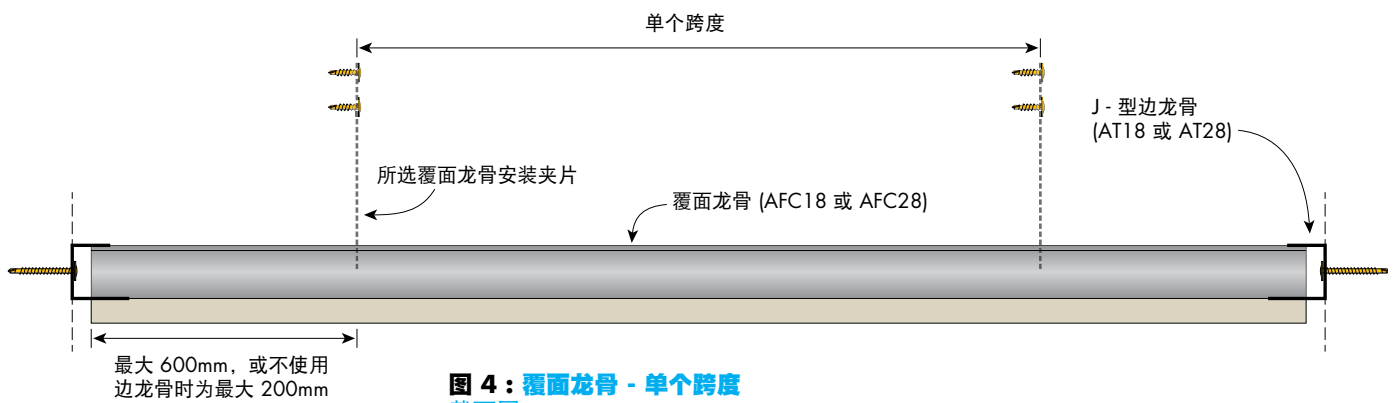 单个跨度
J - 型边龙骨
(AT18 或 AT28)
所选覆面龙骨安装夹片
覆面龙骨 (AFC18 或 AFC28)
最大 600mm，或不使用
边龙骨时为最大 200mm
图 4：覆面龙骨 - 单个跨度